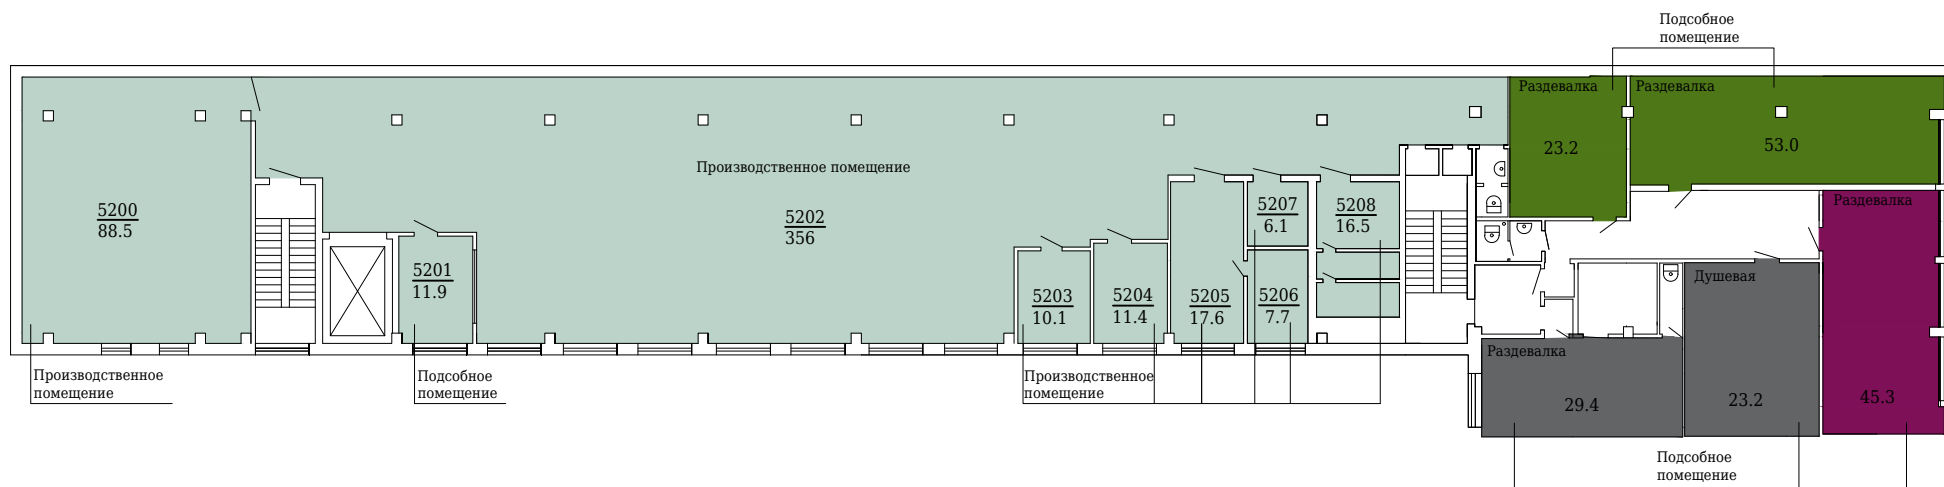 Подсобное
помещение
Раздевалка
Раздевалка
23.2
53.0
Производственное помещение
5200
88.5
5202
356
5207
6.1
5208
16.5
Раздевалка
5201
11.9
5203
10.1
5204
11.4
5205
17.6
5206
7.7
Душевая
Раздевалка
29.4
23.2
45.3
Производственное
помещение
Подсобное
помещение
Производственное
помещение
Подсобное
помещение